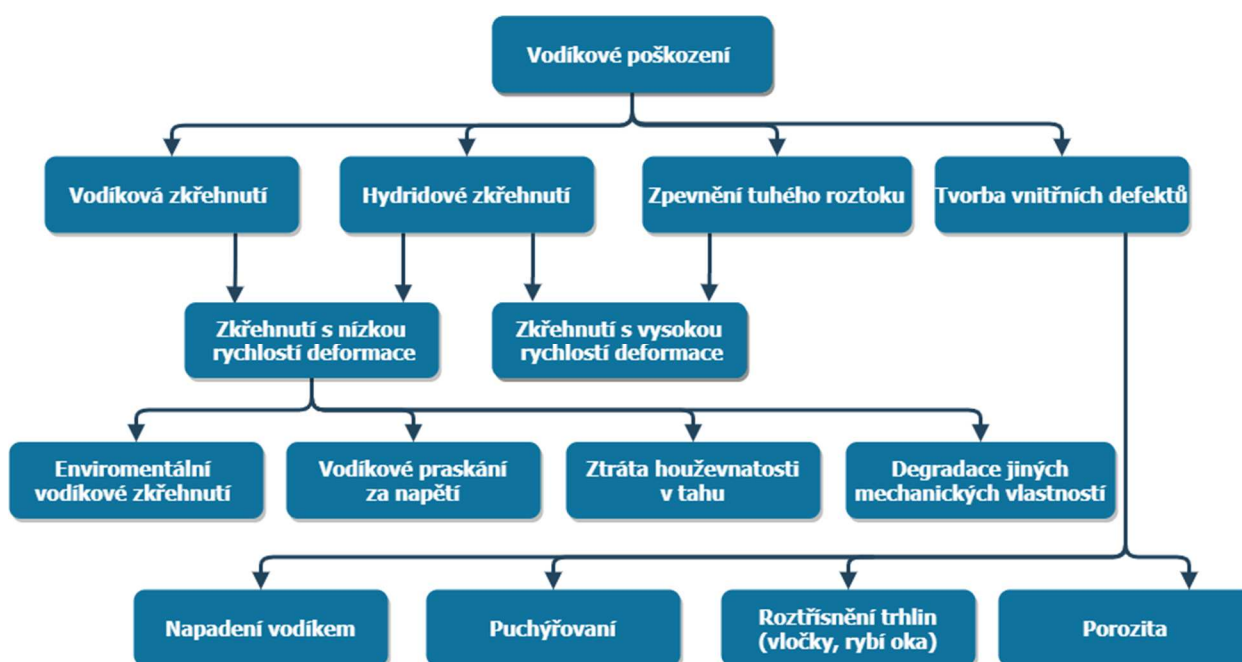 Vodíkové poškození
Vodíková zkřehnutí
Hydridové zkřehnutí
Zpevnění tuhého roztoku
Tvorba vnitřních defektů
Zkřehnutí s nízkou
rychlostí deformace
Zkřehnutí s vysokou
rychlostí deformace
Enviromentální
vodíkové zkřehnutí
Vodíkové praskání
za napětí
Ztráta houževnatosti
v tahu
Degradace jiných
mechanických vlastností
Napadení vodíkem
Puchýřovaní
Roztřísnění trhlin
(vločky, rybí oka)
Porozita